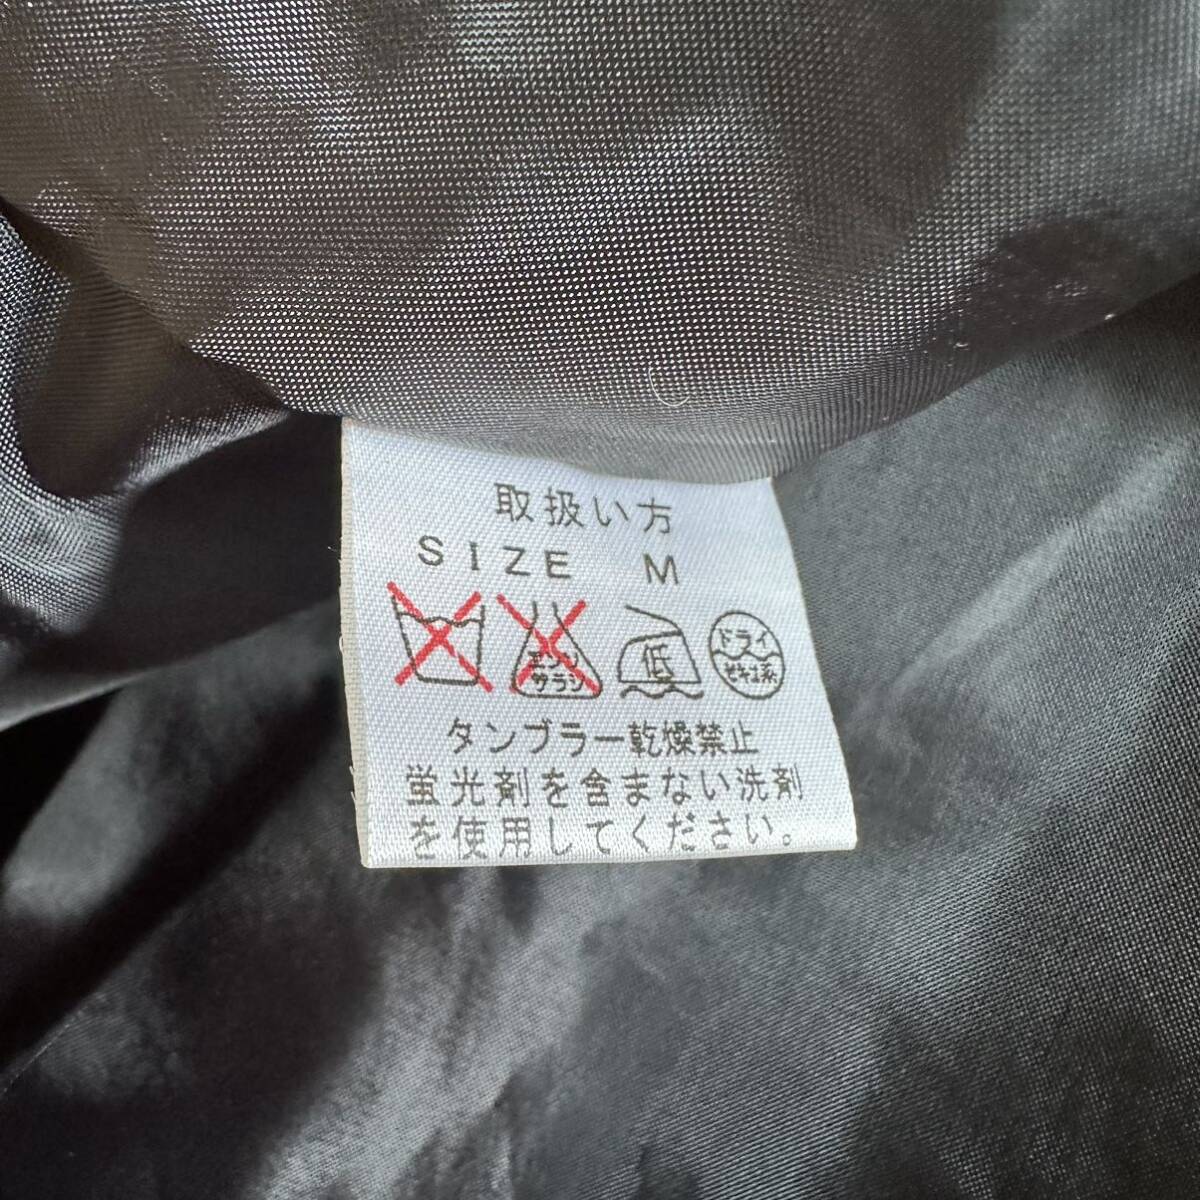 取扱い方
SIZE M
エンソ
サラシ
低
ドライ
セキユ系
タンブラー乾燥禁止
蛍光剤を含まない洗剤
を使用してください。